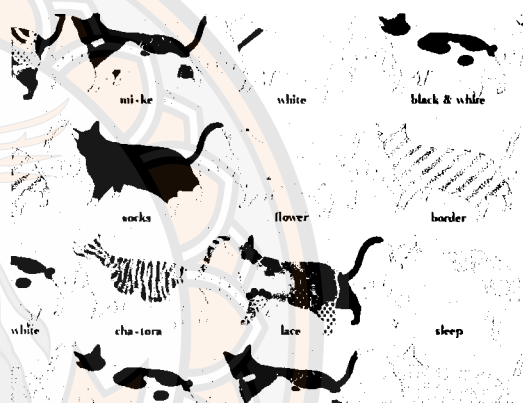 mi-ke white black & white
socks flower border
white cha-tora lace sleep